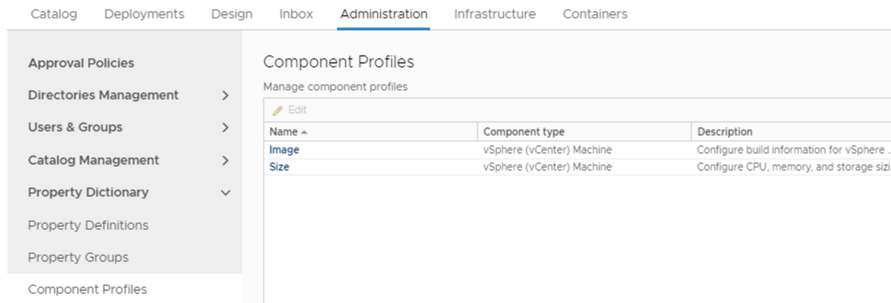 Catalog Deployments Design Inbox Administration Infrastructure Containers
Approval Policies
Directories Management
Users & Groups
Catalog Management
Property Dictionary
Property Definitions
Property Groups
Component Profiles
Component Profiles
Manage component profiles
Edit
Name Component type Description
Image vSphere (vCenter) Machine Configure build information for vSphere ..
Size vSphere (vCenter) Machine Configure CPU, memory, and storage sizi